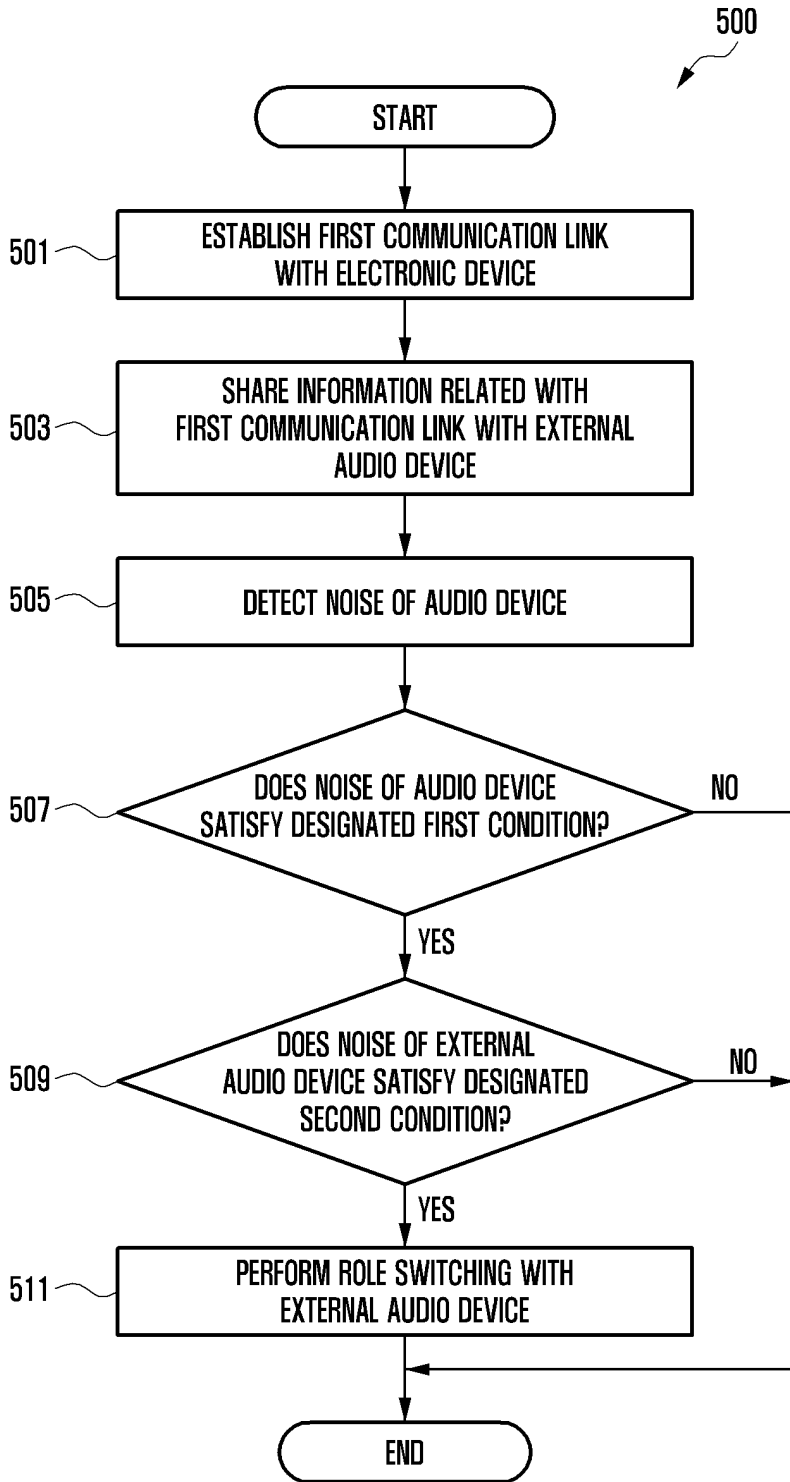 500
START
501
ESTABLISH FIRST COMMUNICATION LINK
WITH ELECTRONIC DEVICE
503
SHARE INFORMATION RELATED WITH
FIRST COMMUNICATION LINK WITH EXTERNAL
AUDIO DEVICE
505
DETECT NOISE OF AUDIO DEVICE
507
DOES NOISE OF AUDIO DEVICE
SATISFY DESIGNATED FIRST CONDITION?
NO
YES
509
DOES NOISE OF EXTERNAL
AUDIO DEVICE SATISFY DESIGNATED
SECOND CONDITION?
NO
YES
511
PERFORM ROLE SWITCHING WITH
EXTERNAL AUDIO DEVICE
END